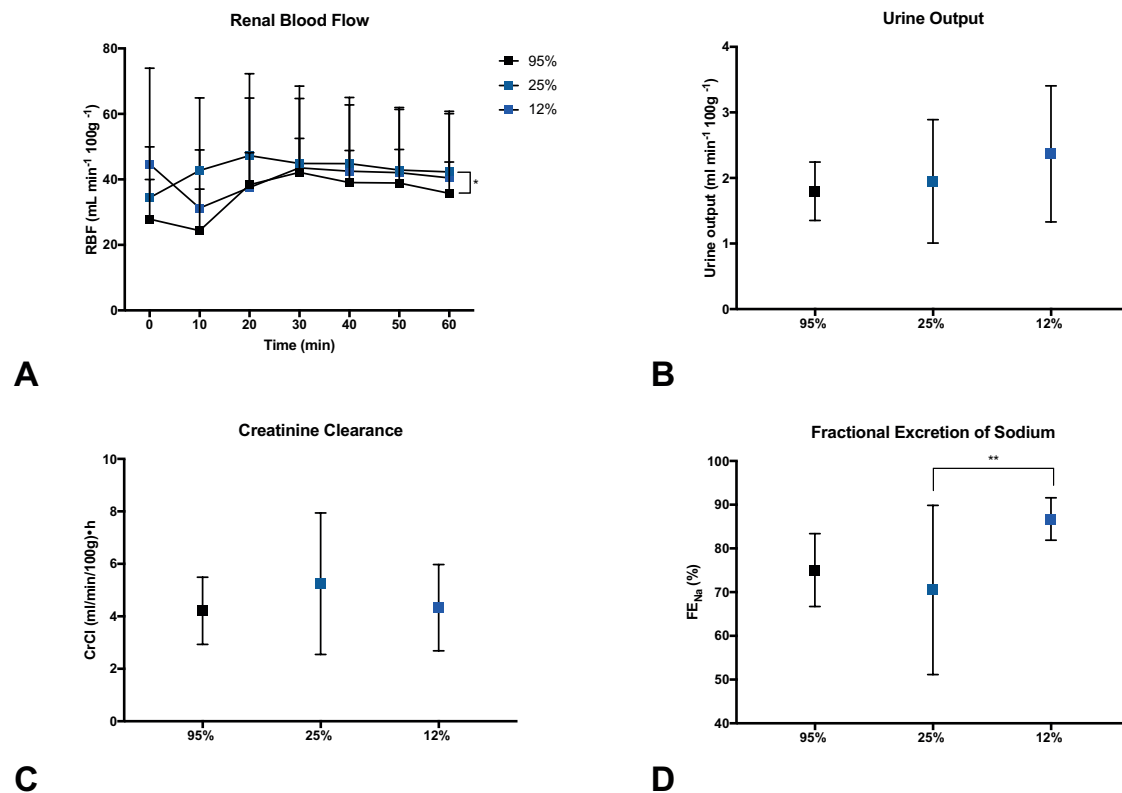 Renal Blood Flow
80
60
40
20
0
RBF (mL min⁻¹ 100g ⁻¹)
0 10 20 30 40 50 60
Time (min)
95%
25%
12%
*
A
Urine Output
4
3
2
1
0
Urine output (ml min⁻¹ 100g ⁻¹)
95% 25% 12%
B
Creatinine Clearance
10
8
6
4
2
0
CrCl (ml/min/100g)•h
95% 25% 12%
C
Fractional Excretion of Sodium
100
90
80
70
60
50
40
FENa (%)
**
95% 25% 12%
D